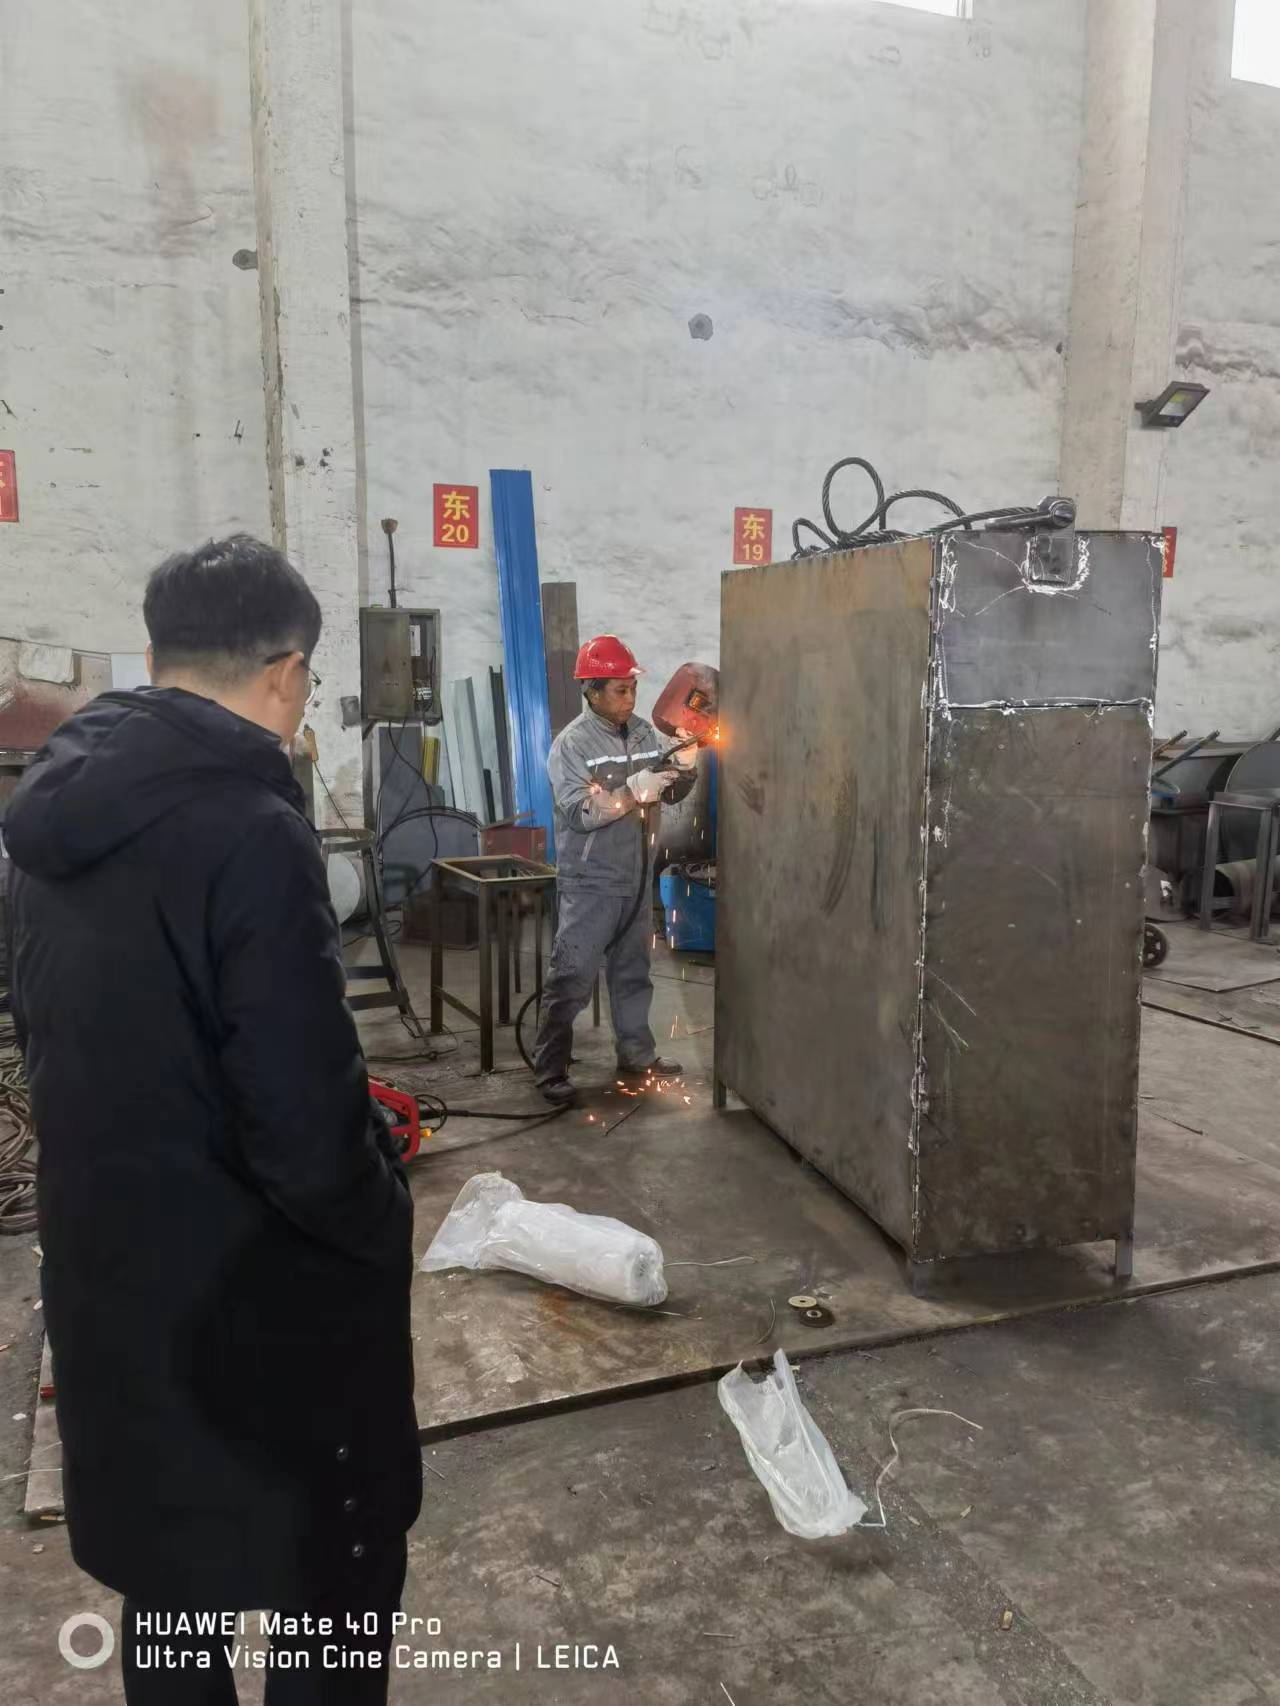 东
20
东
19
HUAWEI Mate 40 Pro
Ultra Vision Cine Camera | LEICA